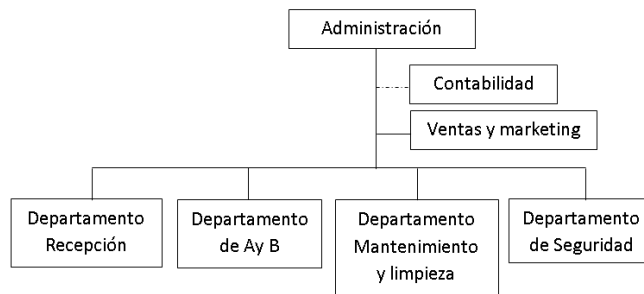 Administración
Contabilidad
Ventas y marketing
Departamento
Recepción
Departamento
de Ay B
Departamento
Mantenimiento
y limpieza
Departamento
de Seguridad